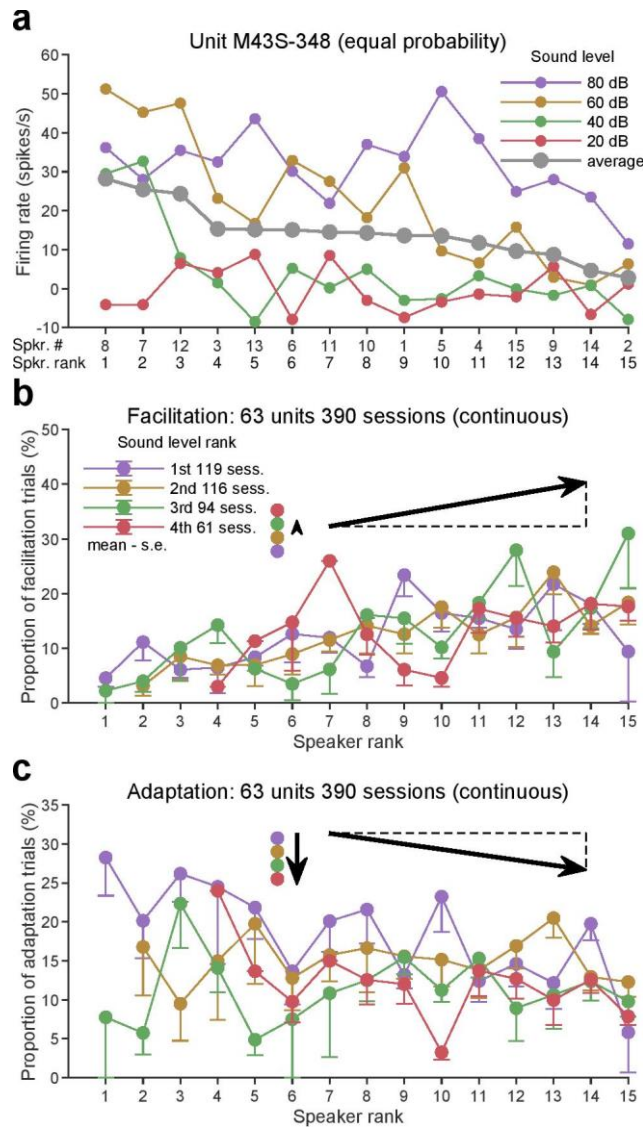 a
Unit M43S-348 (equal probability)
Sound level
80 dB
60 dB
40 dB
20 dB
average
Firing rate (spikes/s)
60
50
40
30
20
10
0
-10
Spkr. # 8 7 12 3 13 6 11 10 1 5 4 15 9 14 2
Spkr. rank 1 2 3 4 5 6 7 8 9 10 11 12 13 14 15
b
Facilitation: 63 units 390 sessions (continuous)
Sound level rank
1st 119 sess.
2nd 116 sess.
3rd 94 sess.
4th 61 sess.
mean - s.e.
Proportion of facilitation trials (%)
50
40
30
20
10
0
1 2 3 4 5 6 7 8 9 10 11 12 13 14 15
Speaker rank
c
Adaptation: 63 units 390 sessions (continuous)
Proportion of adaptation trials (%)
35
30
25
20
15
10
5
0
1 2 3 4 5 6 7 8 9 10 11 12 13 14 15
Speaker rank